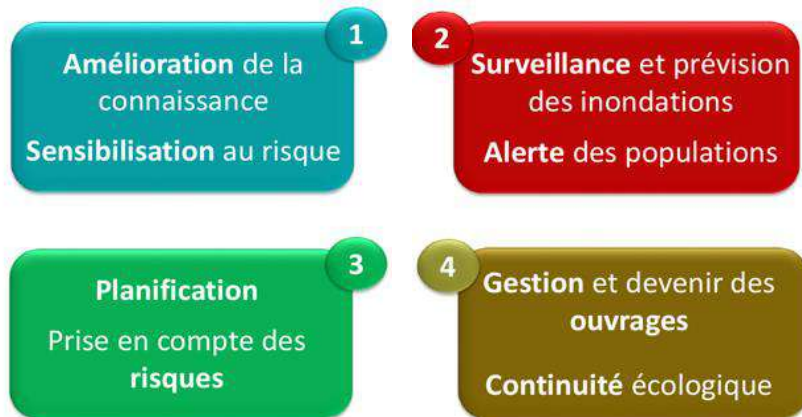 1
Amélioration de la
connaissance
Sensibilisation au risque
2
Surveillance et prévision
des inondations
Alerte des populations
3
Planification
Prise en compte des
risques
4
Gestion et devenir des
ouvrages
Continuité écologique